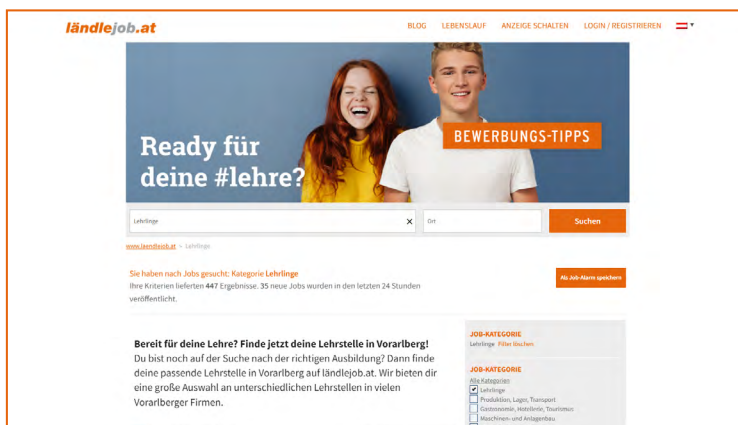 ländlejob.at
BLOG LEBENSLAUF ANZEIGE SCHALTEN LOGIN / REGISTRIEREN
Ready für
deine #lehre?
BEWERBUNGS-TIPPS
Lehrlinge X Ort Suchen
www.laendlejob.at » Lehrlinge
Sie haben nach Jobs gesucht: Kategorie Lehrlinge
Ihre Kriterien lieferten 447 Ergebnisse. 35 neue Jobs wurden in den letzten 24 Stunden
veröffentlicht.
Als Job-Alarm speichern
Bereit für deine Lehre? Finde jetzt deine Lehrstelle in Vorarlberg!
Du bist noch auf der Suche nach der richtigen Ausbildung? Dann finde
deine passende Lehrstelle in Vorarlberg auf ländlejob.at. Wir bieten dir
eine große Auswahl an unterschiedlichen Lehrstellen in vielen
Vorarlberger Firmen.
JOB-KATEGORIE
Lehrlinge Filter löschen
JOB-KATEGORIE
Alle Kategorien
Lehrlinge
Produktion, Lager, Transport
Gastronomie, Hotellerie, Tourismus
Maschinen- und Anlagenbau